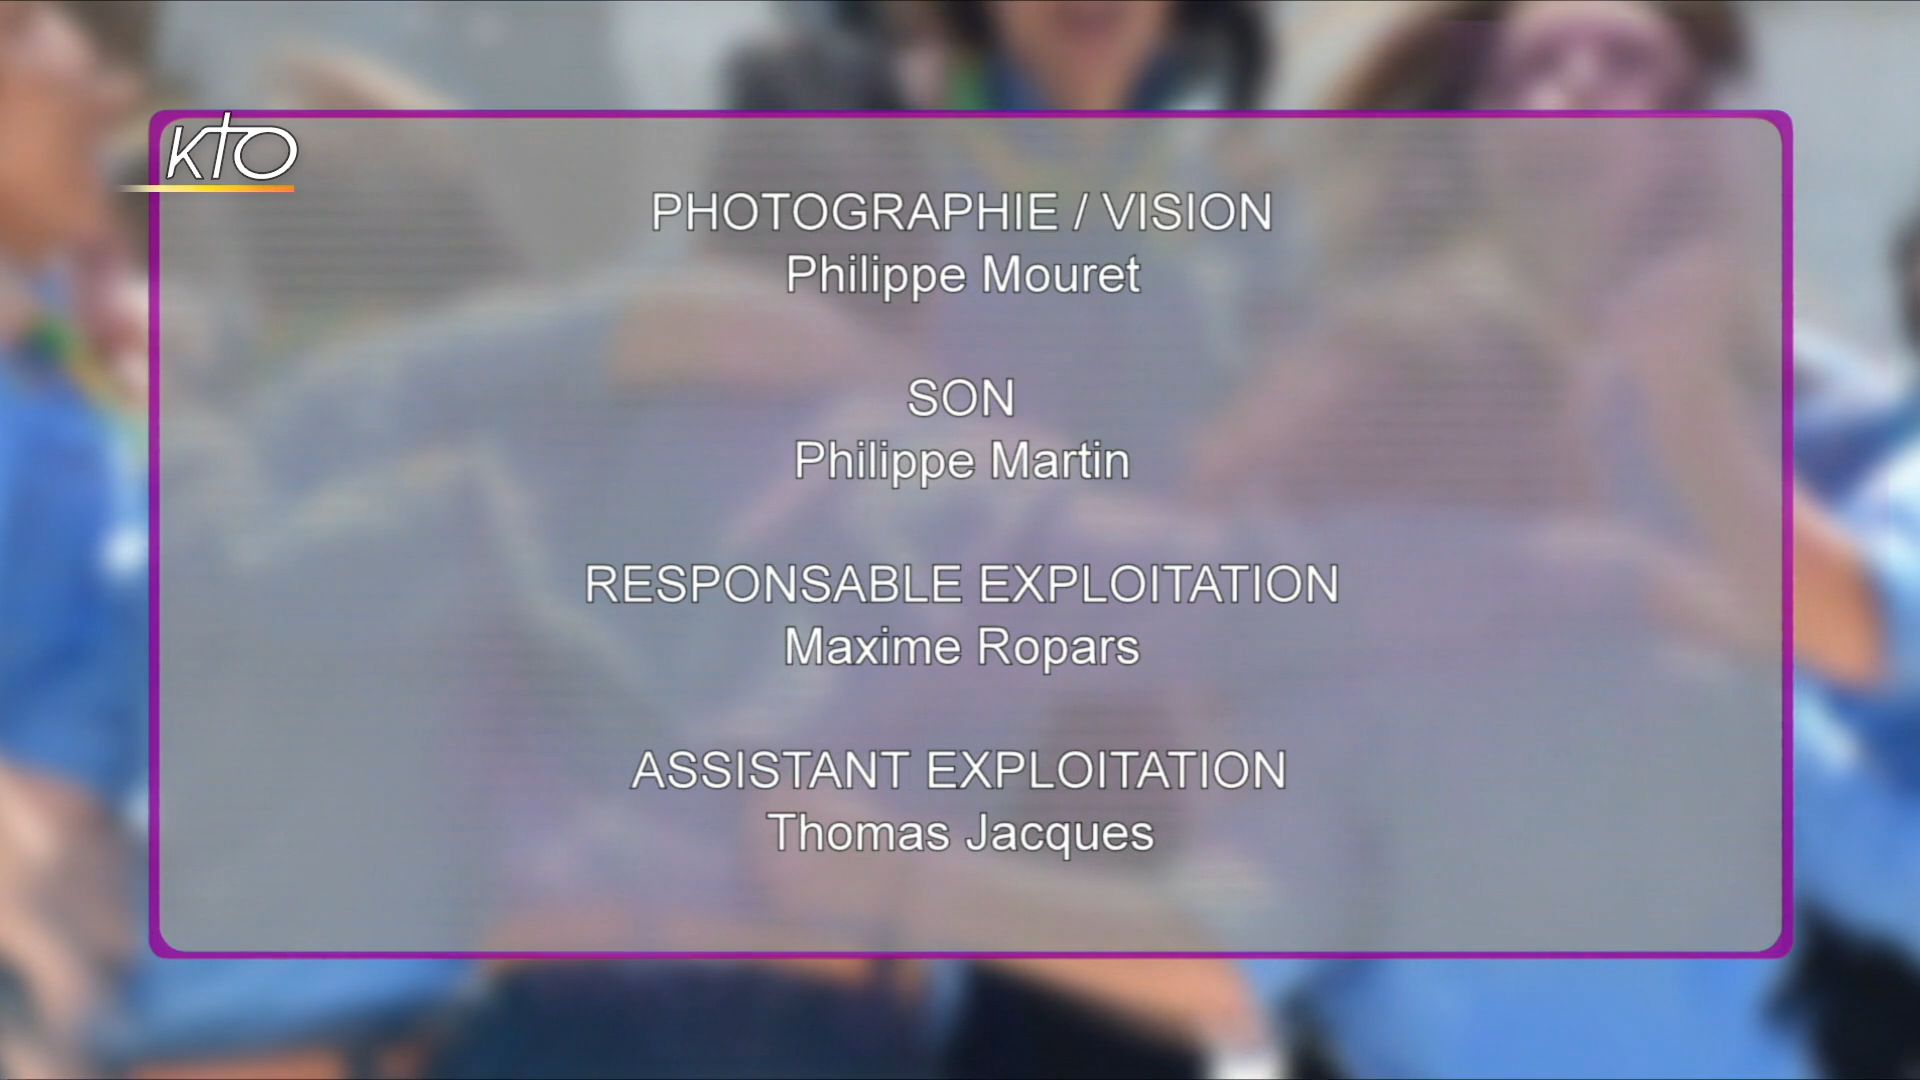 KTO
PHOTOGRAPHIE / VISION
Philippe Mouret
SON
Philippe Martin
RESPONSABLE EXPLOITATION
Maxime Ropars
ASSISTANT EXPLOITATION
Thomas Jacques